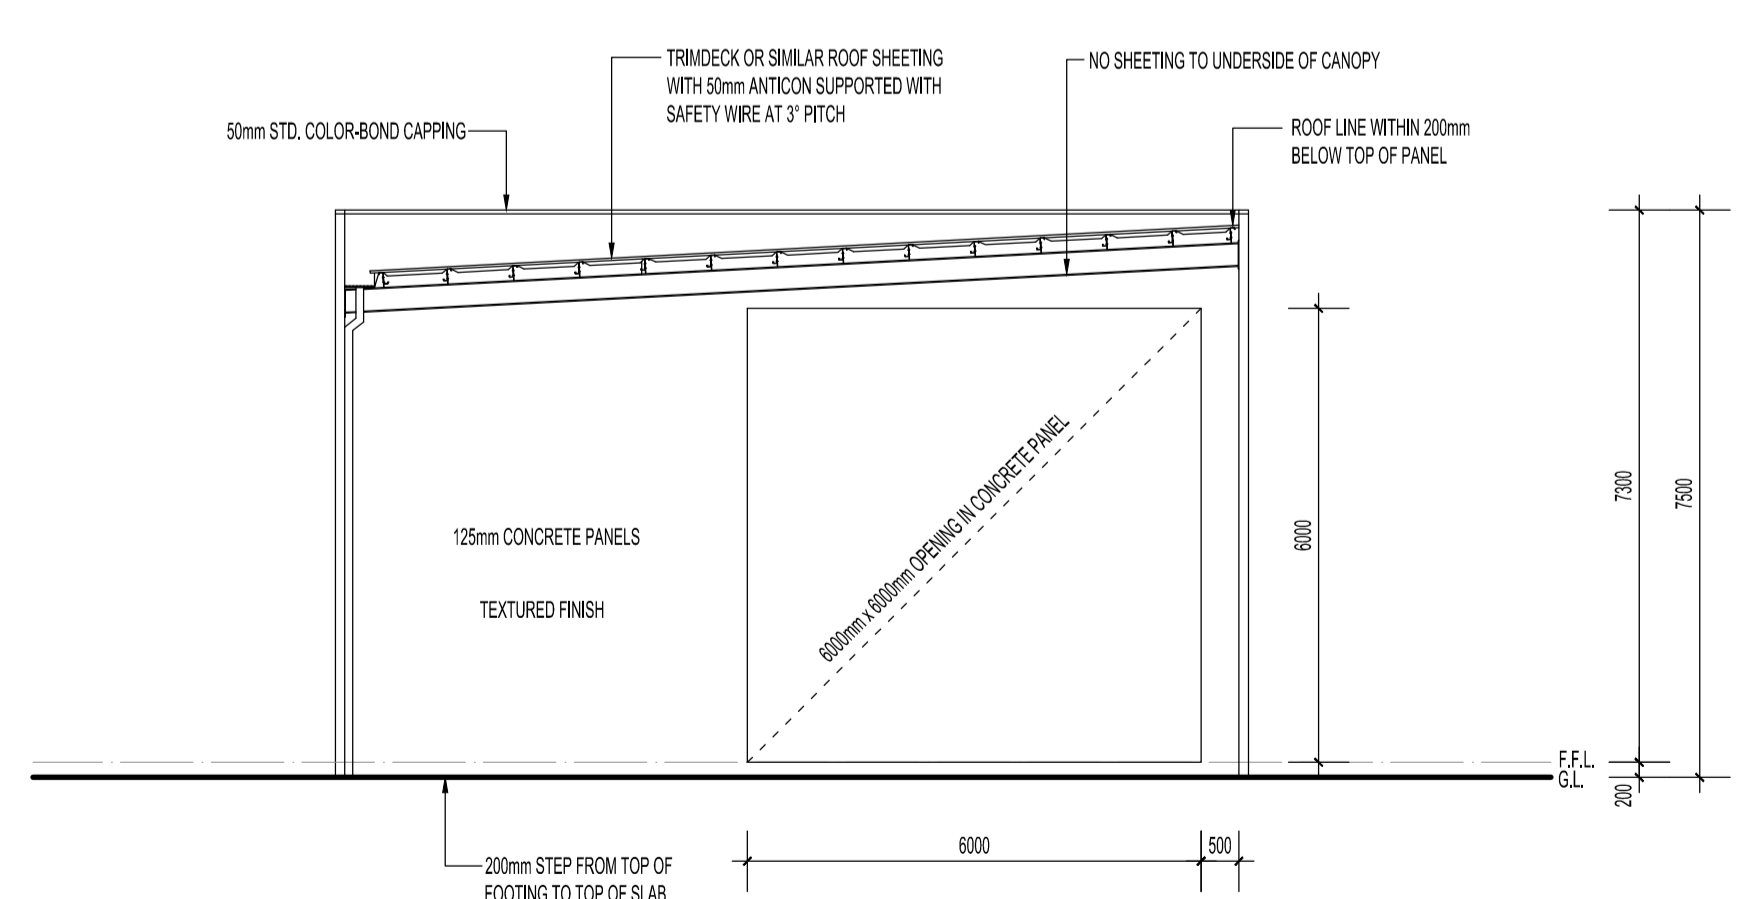 TRIMDECK OR SIMILAR ROOF SHEETING
WITH 50mm ANTICON SUPPORTED WITH
SAFETY WIRE AT 3° PITCH
NO SHEETING TO UNDERSIDE OF CANOPY
50mm STD. COLOR-BOND CAPPING
ROOF LINE WITHIN 200mm
BELOW TOP OF PANEL
125mm CONCRETE PANELS
TEXTURED FINISH
6000mm x 6000mm OPENING IN CONCRETE PANEL
6000
7300
7500
F.F.L.
G.L.
200
6000
500
200mm STEP FROM TOP OF
FOOTING TO TOP OF SLAB